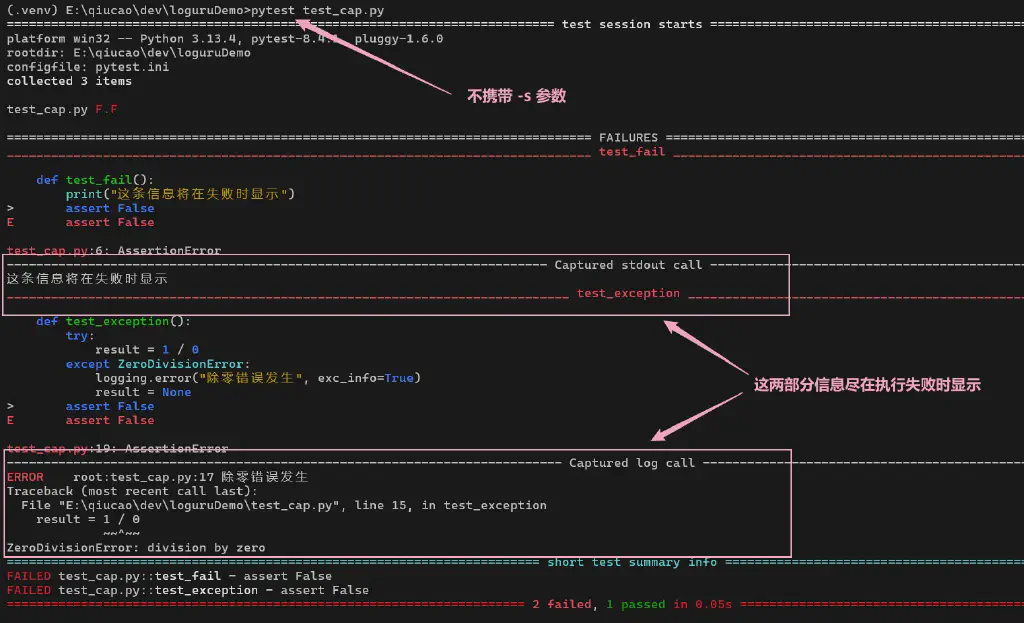 (.venv) E:\qiucao\dev\loguruDemo>pytest test_cap.py
test session starts
platform win32 -- Python 3.13.4, pytest-8.4.1, pluggy-1.6.0
rootdir: E:\qiucao\dev\loguruDemo
configfile: pytest.ini
collected 3 items
不携带 -s 参数
test_cap.py F.F
FAILURES
test_fail
def test_fail():
print("这条信息将在失败时显示")
> assert False
E assert False
test_cap.py:6: AssertionError
Captured stdout call
这条信息将在失败时显示
test_exception
def test_exception():
try:
result = 1 / 0
except ZeroDivisionError:
logging.error("除零错误发生", exc_info=True)
result = None
这两部分信息尽在执行失败时显示
> assert False
E assert False
test_cap.py:19: AssertionError
Captured log call
ERROR root:test_cap.py:17 除零错误发生
Traceback (most recent call last):
File "E:\qiucao\dev\loguruDemo\test_cap.py", line 15, in test_exception
result = 1 / 0
~~^~~
ZeroDivisionError: division by zero
short test summary info
FAILED test_cap.py::test_fail - assert False
FAILED test_cap.py::test_exception - assert False
2 failed, 1 passed in 0.05s